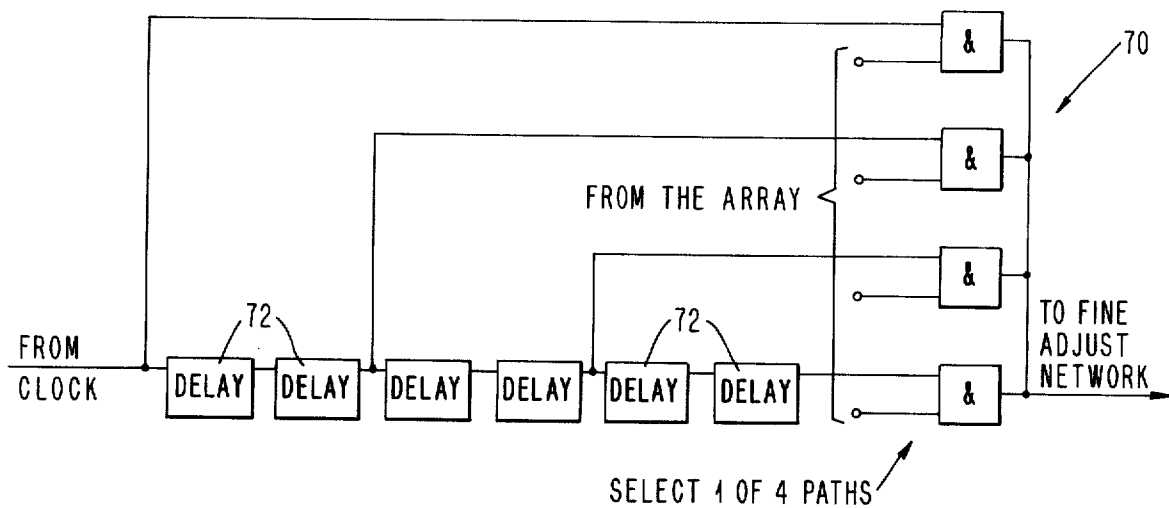 &
70
&
FROM THE ARRAY
&
72
72
FROM
CLOCK
DELAY
DELAY
DELAY
DELAY
DELAY
DELAY
&
TO FINE
ADJUST
NETWORK
SELECT 1 OF 4 PATHS